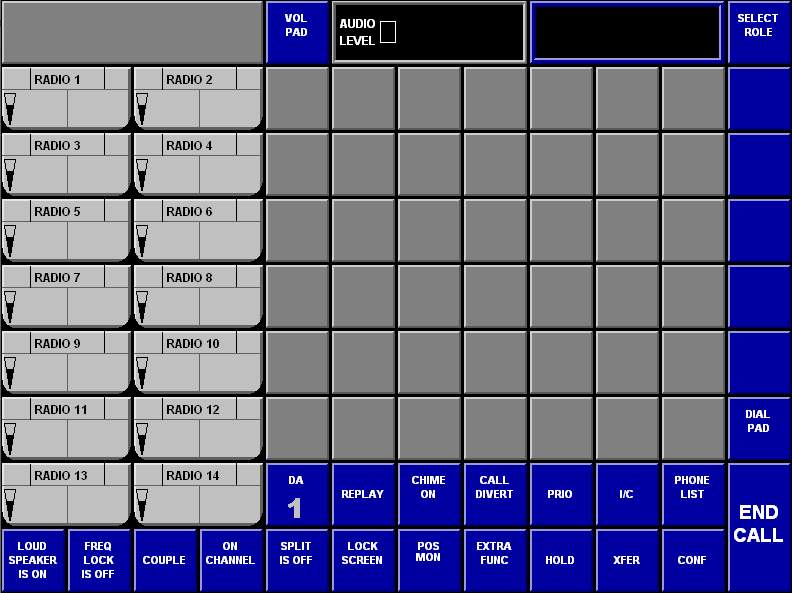 VOL
PAD
AUDIO
LEVEL
SELECT
ROLE
RADIO 1
RADIO 2
RADIO 3
RADIO 4
RADIO 5
RADIO 6
RADIO 7
RADIO 8
RADIO 9
RADIO 10
RADIO 11
RADIO 12
DIAL
PAD
RADIO 13
RADIO 14
DA
1
REPLAY
CHIME
ON
CALL
DIVERT
PRIO
I/C
PHONE
LIST
END
CALL
LOUD
SPEAKER
IS ON
FREQ
LOCK
IS OFF
COUPLE
ON
CHANNEL
SPLIT
IS OFF
LOCK
SCREEN
POS
MON
EXTRA
FUNC
HOLD
XFER
CONF